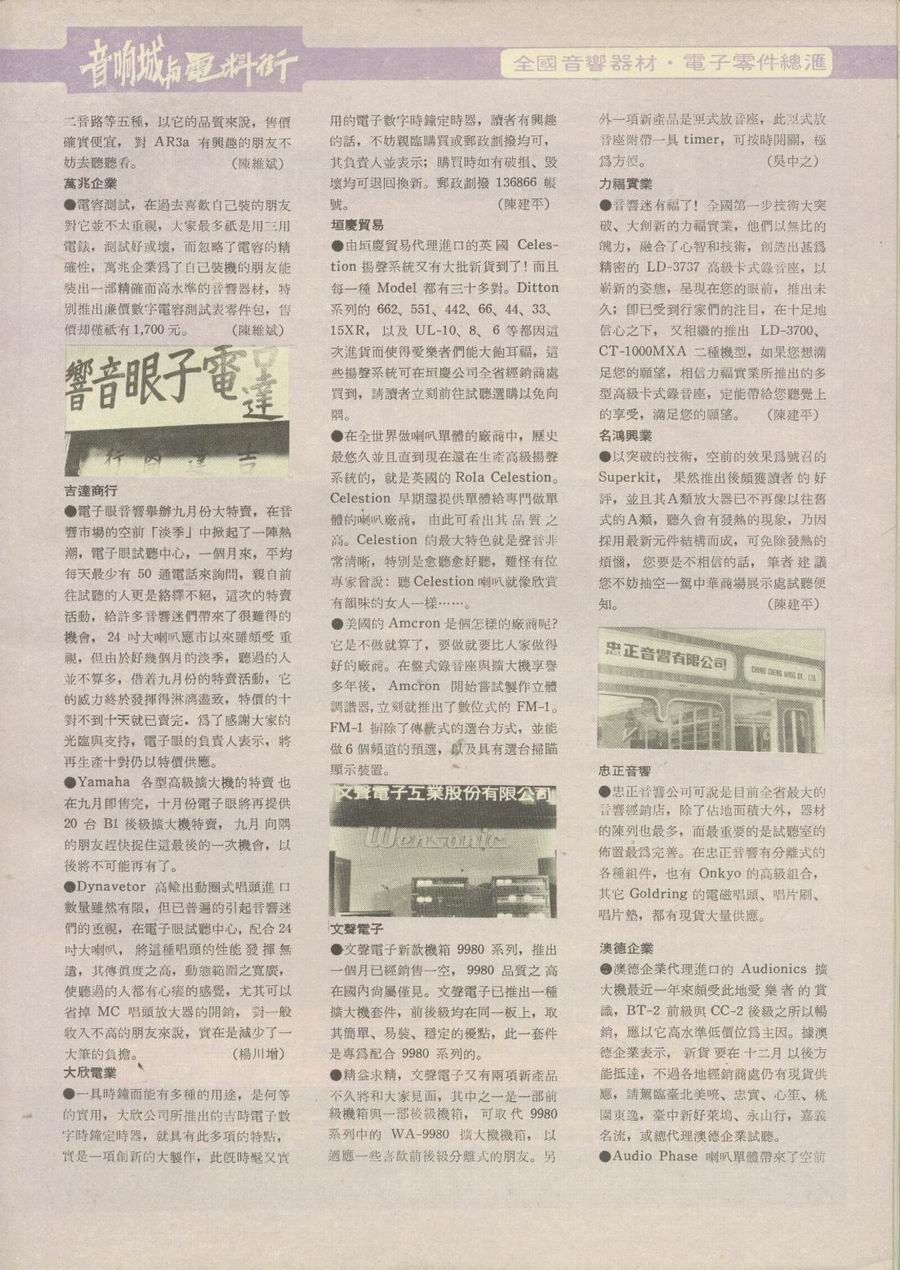 音响城與電料街
全國音響器材・電子零件總滙
二音路等五種，以它的品質來說，售價
確實便宜，對 AR3a 有興趣的朋友不
妨去聽聽看。（陳維斌）
萬兆企業
●電容測試，在過去喜歡自己裝的朋友
對它並不太重視，大家最多祇是用三用
電錶，測試好或壞，而忽略了電容的精
確性，萬兆企業爲了自己裝機的朋友能
裝出一部精確而高水準的音響器材，特
別推出廉價數字電容測試表零件包，售
價却僅祇有1,700元。（陳維斌）
響音眼子電
吉達
吉達商行
●電子眼音響舉辦九月份大特賣，在音
響市場的空前「淡季」中掀起了一陣熱
潮，電子眼試聽中心，一個月來，平均
每天最少有 50 通電話來詢問，親自前
往試聽的人更是絡繹不絕，這次的特賣
活動，給許多音響迷們帶來了很難得的
機會，24 吋大喇叭應市以來雖頗受重
視，但由於好幾個月的淡季，聽過的人
並不算多，借着九月份的特賣活動，它
的威力終於發揮得淋漓盡致，特價的十
對不到十天就已賣完．爲了感謝大家的
光臨與支持，電子眼的負責人表示，將
再生產十對仍以特價供應。
●Yamaha 各型高級擴大機的特賣也
在九月卽售完，十月份電子眼將再提供
20 台 B1 後級擴大機特賣，九月向隅
的朋友趕快捉住這最後的一次機會，以
後將不可能再有了。
●Dynavetor 高輸出動圈式唱頭進口
數量雖然有限，但已普遍的引起音響迷
們的重視，在電子眼試聽中心，配合24
吋大喇叭，將這種唱頭的性能發揮無
遺，其傳眞度之高，動態範圍之寬廣，
使聽過的人都有心癢的感覺，尤其可以
省掉 MC 唱頭放大器的開銷，對一般
收入不高的朋友來說，實在是減少了一
大筆的負擔。（楊川增）
大欣電業
●一具時鐘而能有多種的用途，是何等
的實用，大欣公司所推出的吉時電子數
字時鐘定時器，就具有此多項的特點，
實是一項創新的大製作，此旣時髦又實
用的電子數字時鐘定時器，讀者有興趣
的話，不妨親臨購買或郵政劃撥均可，
其負責人並表示；購買時如有破損、毀
壞均可退回換新。郵政劃撥 136866 帳
號。（陳建平）
垣慶貿易
●由垣慶貿易代理進口的英國 Celes-
tion 揚聲系統又有大批新貨到了！而且
每一種 Model 都有三十多對。Ditton
系列的 662、551、442、66、44、33、
15XR，以及 UL-10、8、6 等都因這
次進貨而使得愛樂者們能大飽耳福，這
些揚聲系統可在垣慶公司全省經銷商處
買到，請讀者立刻前往試聽選購以免向
隅。
●在全世界做喇叭單體的廠商中，歷史
最悠久並且直到現在還在生產高級揚聲
系統的，就是英國的 Rola Celestion。
Celestion 早期還提供單體給專門做單
體的喇叭廠商，由此可看出其品質之
高。Celestion 的最大特色就是聲音非
常清晰，特別是愈聽愈好聽，難怪有位
專家曾說：聽 Celestion 喇叭就像欣賞
有韻味的女人一樣……。
●美國的 Amcron 是個怎樣的廠商呢?
它是不做就算了，要做就要比人家做得
好的廠商。在盤式錄音座與擴大機享譽
多年後，Amcron 開始嘗試製作立體
調諧器，立刻就推出了數位式的 FM-1。
FM-1 摒除了傳統式的選台方式，並能
做6個頻道的預選，以及具有選台掃瞄
顯示裝置。
文聲電子工業股份有限公司
Wensonic
文聲電子
●文聲電子新款機箱 9980 系列，推出
一個月已經銷售一空，9980 品質之高
在國內尙屬僅見。文聲電子已推出一種
擴大機套件，前後級均在同一板上，取
其簡單、易裝、穩定的優點，此一套件
是專爲配合 9980 系列的。
●精益求精，文聲電子又有兩項新產品
不久將和大家見面，其中之一是一部前
級機箱與一部後級機箱，可取代 9980
系列中的 WA-9980 擴大機機箱，以
適應一些喜歡前後級分離式的朋友。另
外一項新產品是匣式放音座，此匣式放
音座附帶一具 timer，可按時開關，極
爲方便。（吳中之）
力福實業
●音響迷有福了！全國第一步技術大突
破、大創新的力福實業，他們以無比的
魄力，融合了心智和技術，創造出甚爲
精密的 LD-3737 高級卡式錄音座，以
嶄新的姿態，呈現在您的眼前，推出未
久；卽已受到行家們的注目，在十足地
信心之下，又相繼的推出 LD-3700、
CT-1000MXA 二種機型，如果您想滿
足您的願望，相信力福實業所推出的多
型高級卡式錄音座，定能帶給您聽覺上
的享受，滿足您的願望。（陳建平）
名鴻興業
●以突破的技術，空前的效果爲號召的
Superkit，果然推出後頗獲讀者的好
評，並且其A類放大器已不再像以往舊
式的A類，聽久會有發熱的現象，乃因
採用最新元件結構而成，可免除發熱的
煩惱，您要是不相信的話，筆者建議
您不妨抽空一駕中華商場展示處試聽便
知。（陳建平）
忠正音響有限公司
CHUNG CHENG AUDIO CO., LTD.
忠正音響
●忠正音響公司可說是目前全省最大的
音響經銷店，除了佔地面積大外，器材
的陳列也最多，而最重要的是試聽室的
佈置最爲完善。在忠正音響有分離式的
各種組件，也有 Onkyo 的高級組合，
其它 Goldring 的電磁唱頭、唱片刷、
唱片墊，都有現貨大量供應。
澳德企業
●澳德企業代理進口的 Audionics 擴
大機最近一年來頗受此地愛樂者的賞
識，BT-2 前級與 CC-2 後級之所以暢
銷，應以它高水準低價位爲主因。據澳
德企業表示，新貨要在十二月以後方
能抵達，不過各地經銷商處仍有現貨供
應，請駕臨臺北美咣、忠實、心笙、桃
園東逸，臺中新好萊塢、永山行，嘉義
名流，或總代理澳德企業試聽。
●Audio Phase 喇叭單體帶來了空前